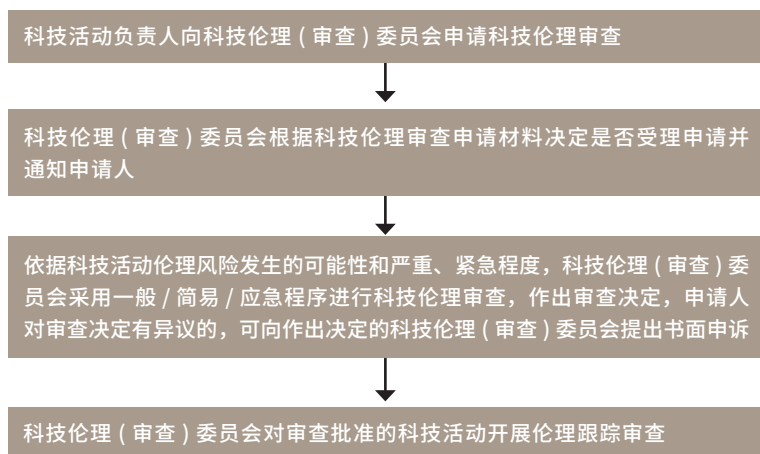 科技活动负责人向科技伦理 ( 审查 ) 委员会申请科技伦理审查
科技伦理 ( 审查 ) 委员会根据科技伦理审查申请材料决定是否受理申请并
通知申请人
依据科技活动伦理风险发生的可能性和严重、紧急程度，科技伦理 ( 审查 ) 委
员会采用一般 / 简易 / 应急程序进行科技伦理审查，作出审查决定，申请人
对审查决定有异议的，可向作出决定的科技伦理 ( 审查 ) 委员会提出书面申诉
科技伦理 ( 审查 ) 委员会对审查批准的科技活动开展伦理跟踪审查